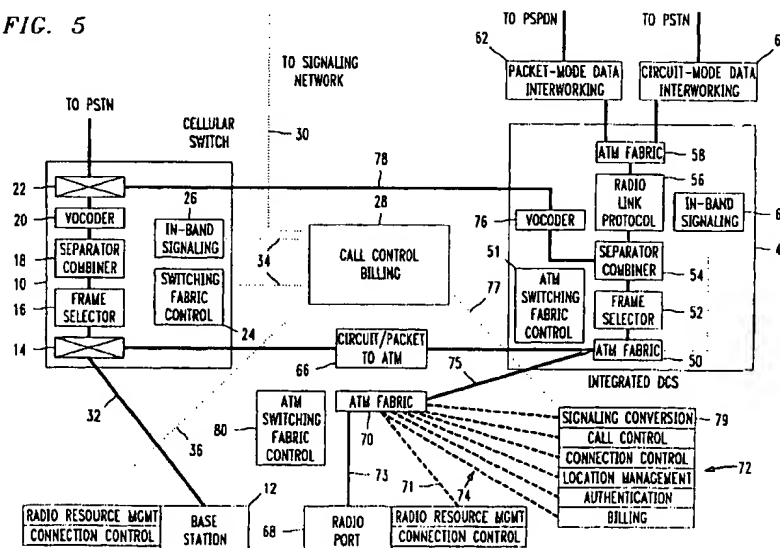 FIG. 5
TO PSPDN
TO PSTN
62
6
PACKET-MODE DATA
INTERWORKING
CIRCUIT-MODE DATA
INTERWORKING
TO SIGNALING
NETWORK
TO PSTN
CELLULAR
SWITCH
30
78
ATM FABRIC
58
22
26
28
56
20
VOCODER
IN-BAND
SIGNALING
76
VOCODER
RADIO
LINK
PROTOCOL
IN-BAND
SIGNALING
6
4
18
SEPARATOR
COMBINER
34
CALL CONTROL
BILLING
51
SEPARATOR
COMBINER
54
10
SWITCHING
FABRIC
CONTROL
77
ATM
SWITCHING
FABRIC
CONTROL
16
FRAME
SELECTOR
24
FRAME
SELECTOR
52
14
CIRCUIT/PACKET
TO ATM
66
75
ATM FABRIC
50
INTEGRATED DCS
32
36
80
ATM
SWITCHING
FABRIC
CONTROL
ATM FABRIC
70
SIGNALING CONVERSION
79
CALL CONTROL
CONNECTION CONTROL
72
LOCATION MANAGEMENT
AUTHENTICATION
BILLING
12
73
71
74
RADIO RESOURCE MGMT
CONNECTION CONTROL
BASE
STATION
68
RADIO
PORT
RADIO RESOURCE MGMT
CONNECTION CONTROL